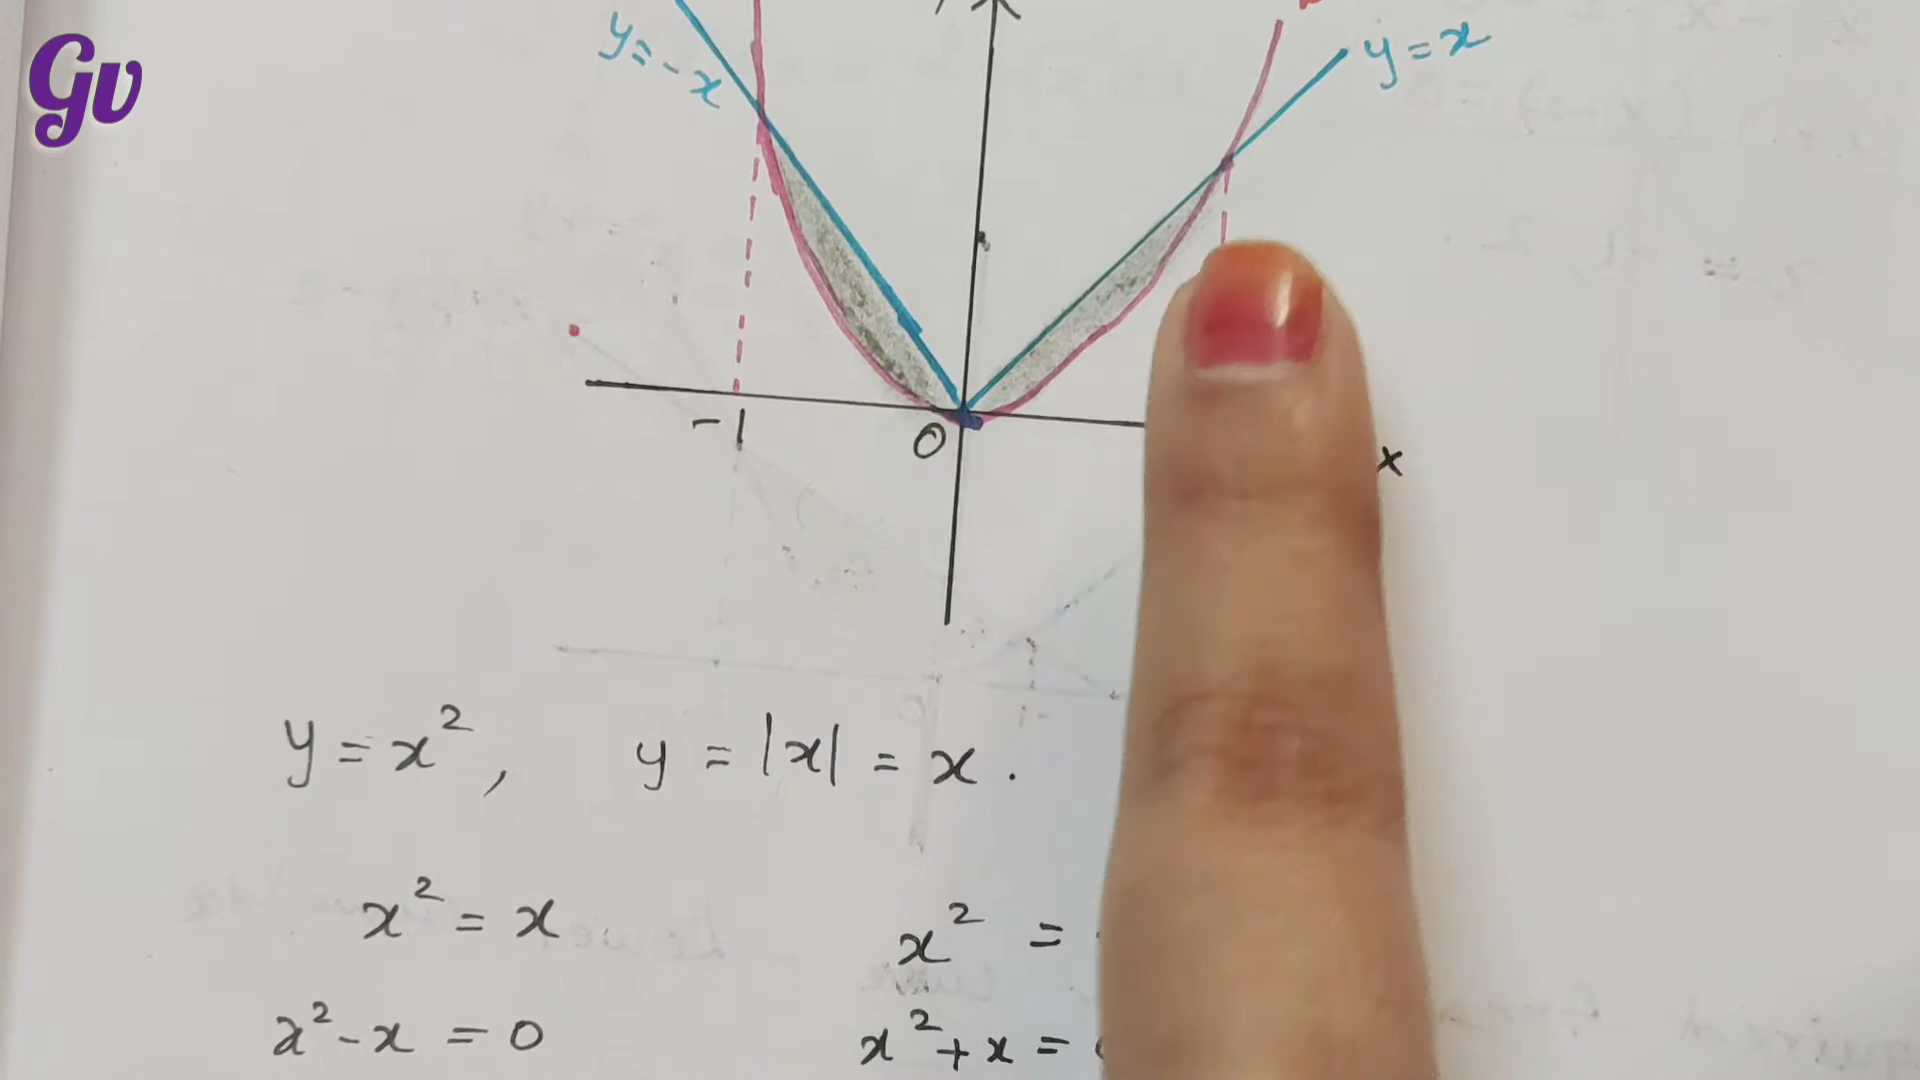 Gv
y=-x
y=x
-1
0
x
y = x², y = |x| = x.
x² = x
x² =
x²-x = 0
x²+x =